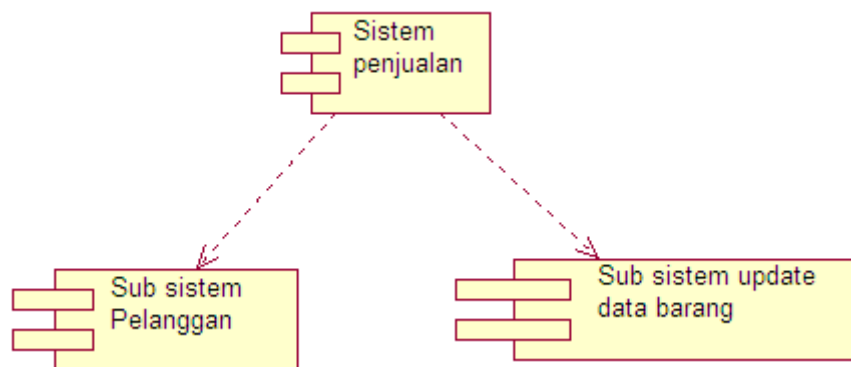 Sistem
penjualan
Sub sistem
Pelanggan
Sub sistem update
data barang